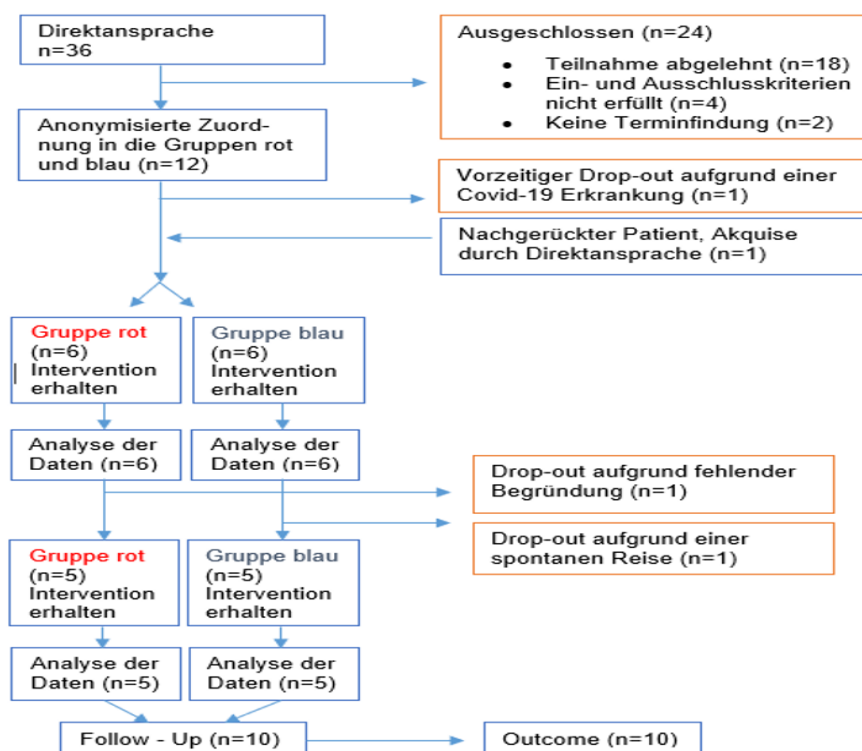 Direktansprache
n=36
Ausgeschlossen (n=24)
• Teilnahme abgelehnt (n=18)
• Ein- und Ausschlusskriterien
nicht erfüllt (n=4)
• Keine Terminfindung (n=2)
Anonymisierte Zuord-
nung in die Gruppen rot
und blau (n=12)
Vorzeitiger Drop-out aufgrund einer
Covid-19 Erkrankung (n=1)
Nachgerückter Patient, Akquise
durch Direktansprache (n=1)
Gruppe rot
(n=6)
Intervention
erhalten
Gruppe blau
(n=6)
Intervention
erhalten
Analyse der
Daten (n=6)
Analyse der
Daten (n=6)
Drop-out aufgrund fehlender
Begründung (n=1)
Drop-out aufgrund einer
spontanen Reise (n=1)
Gruppe rot
(n=5)
Intervention
erhalten
Gruppe blau
(n=5)
Intervention
erhalten
Analyse der
Daten (n=5)
Analyse der
Daten (n=5)
Follow - Up (n=10)
Outcome (n=10)